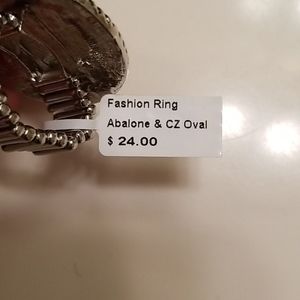 Fashion Ring
Abalone & CZ Oval
$ 24.00